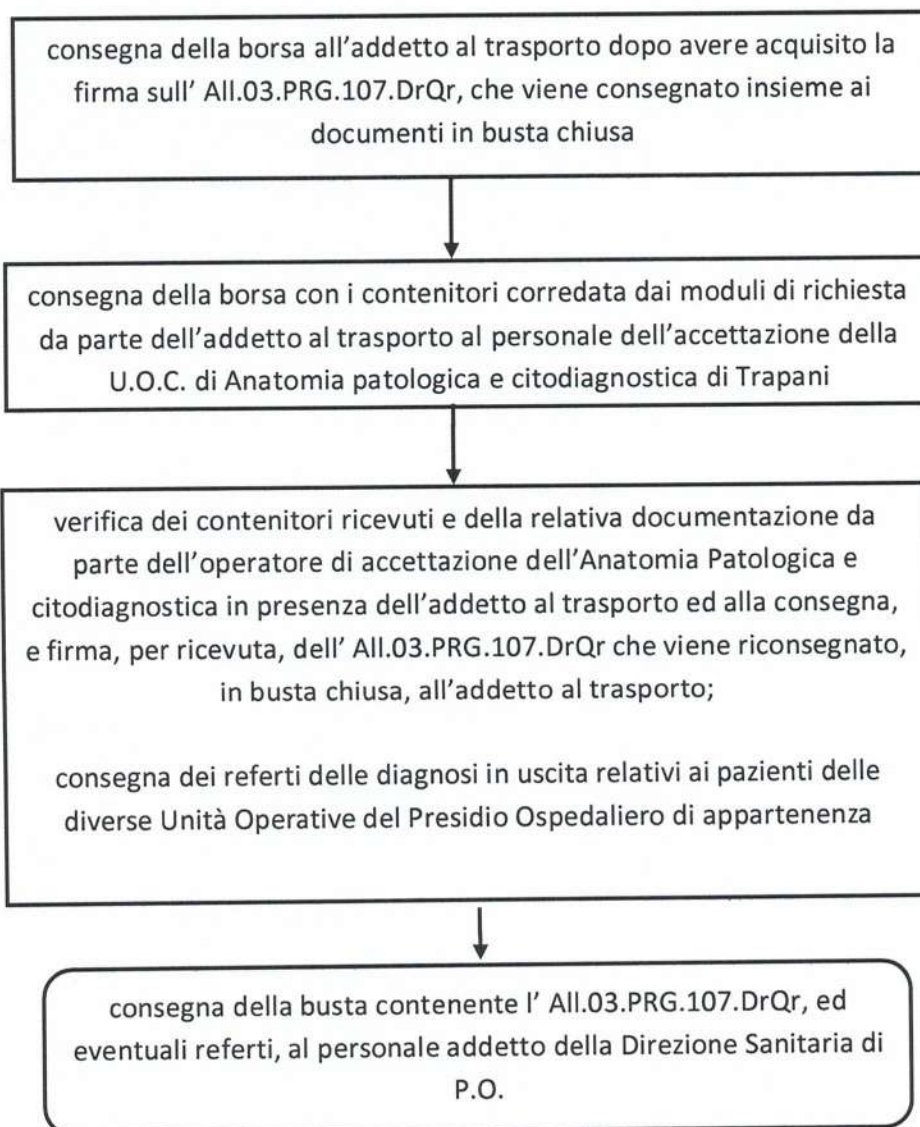 consegna della borsa all'addetto al trasporto dopo avere acquisito la
firma sull' All.03.PRG.107.DrQr, che viene consegnato insieme ai
documenti in busta chiusa
consegna della borsa con i contenitori corredata dai moduli di richiesta
da parte dell'addetto al trasporto al personale dell'accettazione della
U.O.C. di Anatomia patologica e citodiagnostica di Trapani
verifica dei contenitori ricevuti e della relativa documentazione da
parte dell'operatore di accettazione dell'Anatomia Patologica e
citodiagnostica in presenza dell'addetto al trasporto ed alla consegna,
e firma, per ricevuta, dell' All.03.PRG.107.DrQr che viene riconsegnato,
in busta chiusa, all'addetto al trasporto;
consegna dei referti delle diagnosi in uscita relativi ai pazienti delle
diverse Unità Operative del Presidio Ospedaliero di appartenenza
consegna della busta contenente l' All.03.PRG.107.DrQr, ed
eventuali referti, al personale addetto della Direzione Sanitaria di
P.O.